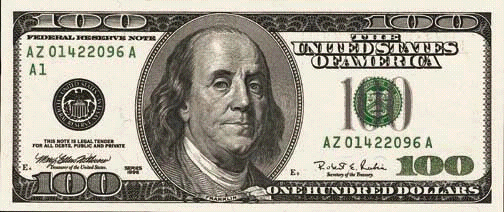 100 100
FEDERAL RESERVE NOTE
THE
UNITED STATES
OF AMERICA
AZ 01422096 A
A1
100
THIS NOTE IS LEGAL TENDER
FOR ALL DEBTS, PUBLIC AND PRIVATE
AZ 01422096 A
Treasurer of the United States.
SERIES
1996
Robert E. Rubin
Secretary of the Treasury.
100
FRANKLIN
100
ONE HUNDRED DOLLARS